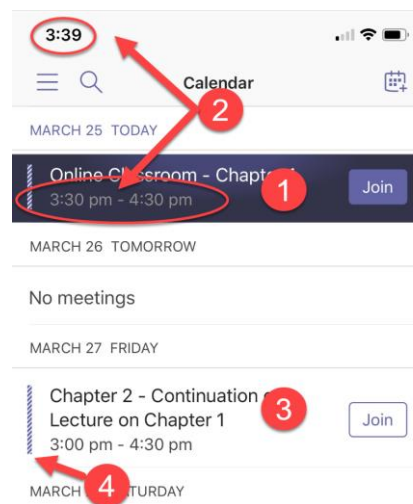 3:39
Calendar
2
MARCH 25 TODAY
Online Classroom - Chapter
3:30 pm - 4:30 pm
1
Join
MARCH 26 TOMORROW
No meetings
MARCH 27 FRIDAY
Chapter 2 - Continuation
Lecture on Chapter 1
3:00 pm - 4:30 pm
3
Join
4
MARCH